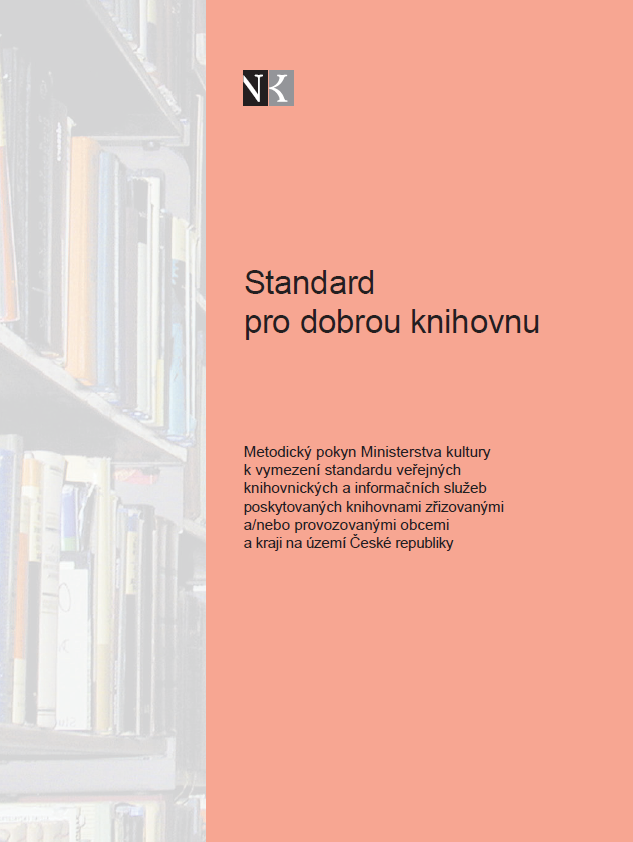 NK
Standard
pro dobrou knihovnu
Metodický pokyn Ministerstva kultury
k vymezení standardu veřejných
knihovnických a informačních služeb
poskytovaných knihovnami zřizovanými
a/nebo provozovanými obcemi
a kraji na území České republiky